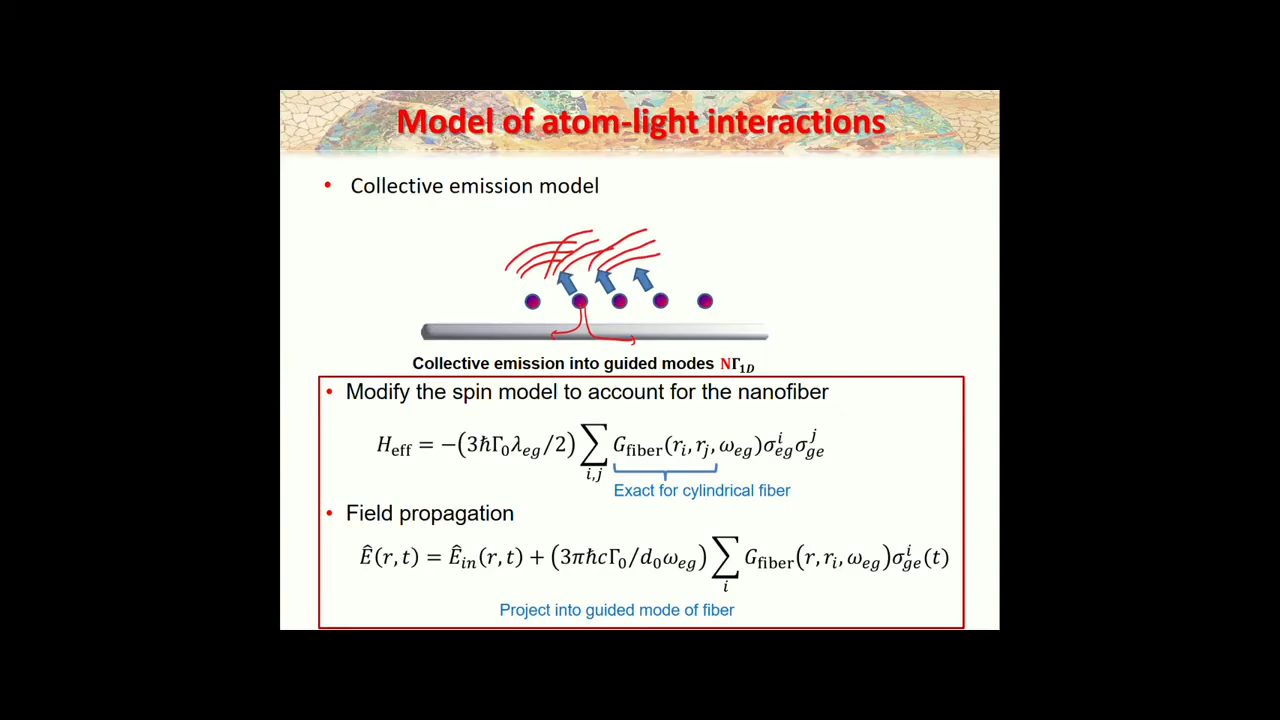 Model of atom-light interactions
• Collective emission model
Collective emission into guided modes NΓ₁D
• Modify the spin model to account for the nanofiber
H_eff = −(3ħΓ₀λ_eg/2) ∑_{i,j} G_fiber(r_i, r_j, ω_eg)σ^i_eg σ^j_ge
Exact for cylindrical fiber
• Field propagation
Ê(r, t) = Ê_in(r, t) + (3πħcΓ₀/d₀ω_eg) ∑_i G_fiber(r, r_i, ω_eg)σ^i_ge(t)
Project into guided mode of fiber